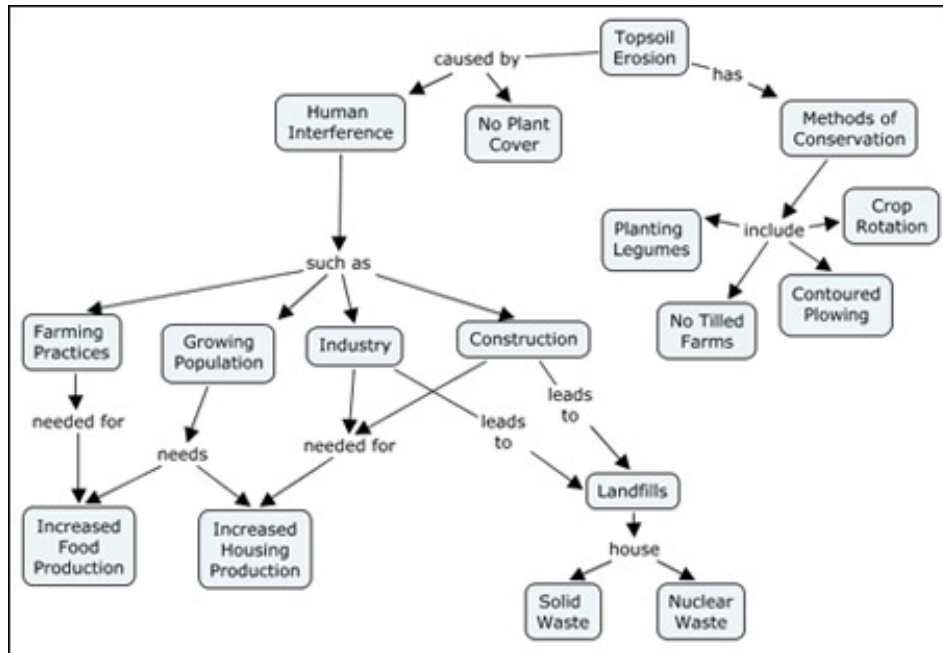 Topsoil
Erosion
caused by
has
Human
Interference
No Plant
Cover
Methods of
Conservation
Planting
Legumes
include
Crop
Rotation
No Tilled
Farms
Contoured
Plowing
such as
Farming
Practices
Growing
Population
Industry
Construction
needed for
needs
needed for
leads
to
leads
to
Increased
Food
Production
Increased
Housing
Production
Landfills
house
Solid
Waste
Nuclear
Waste